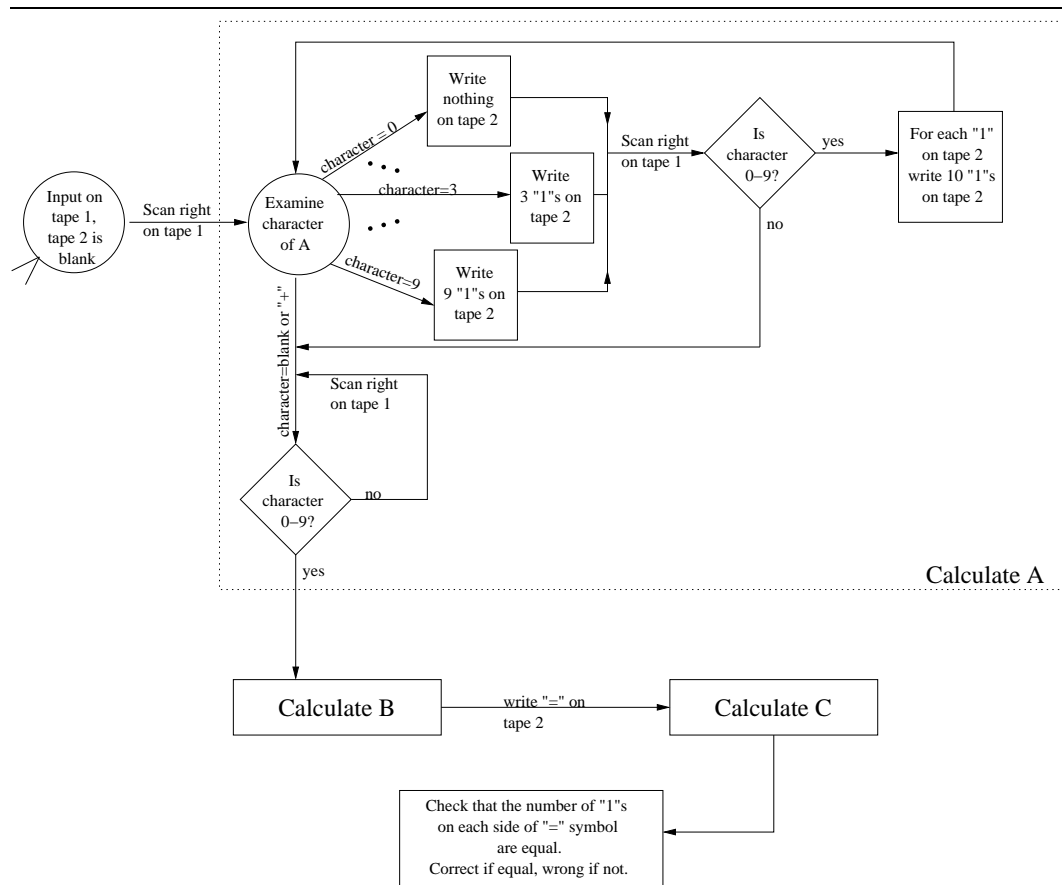 Input on
tape 1,
tape 2 is
blank
Scan right
on tape 1
Examine
character
of A
character = 0
Write
nothing
on tape 2
character=3
Write
3 "1"s on
tape 2
character=9
Write
9 "1"s on
tape 2
Scan right
on tape 1
Is
character
0−9?
yes
For each "1"
on tape 2
write 10 "1"s
on tape 2
no
character=blank or "+"
Scan right
on tape 1
Is
character
0−9?
no
yes
Calculate A
Calculate B
write "=" on
tape 2
Calculate C
Check that the number of "1"s
on each side of "=" symbol
are equal.
Correct if equal, wrong if not.